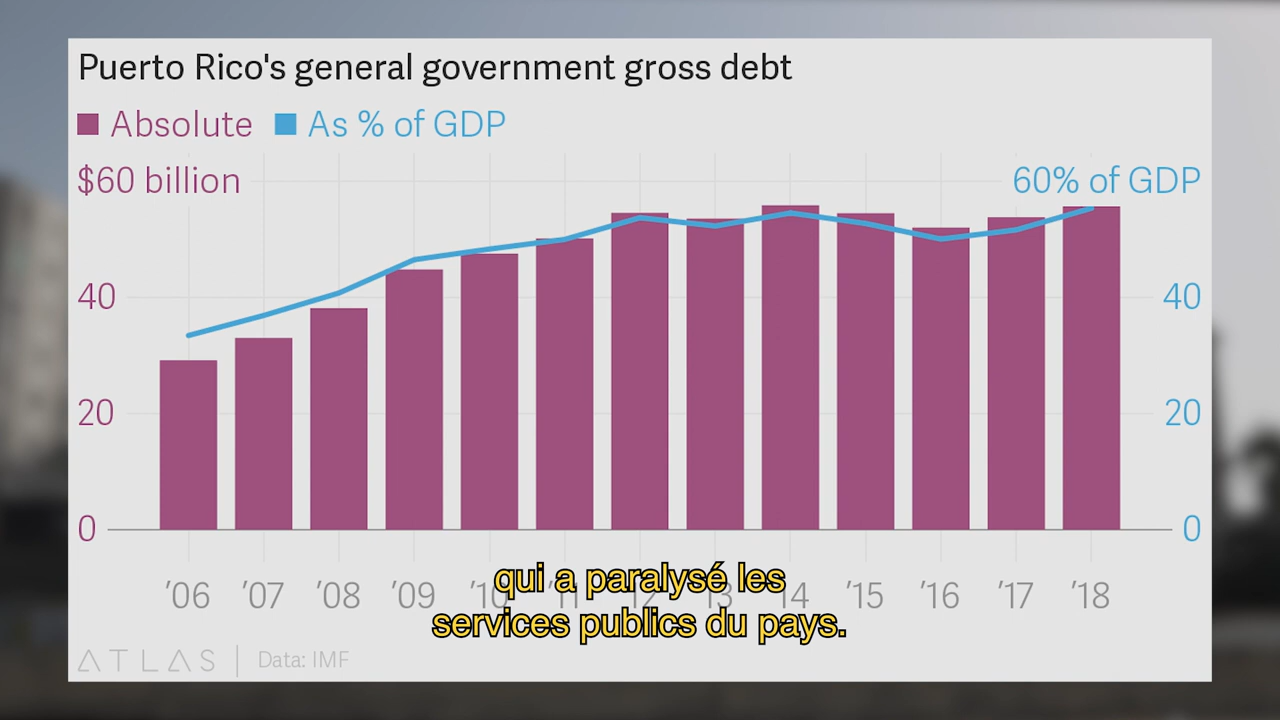 Puerto Rico's general government gross debt
Absolute As % of GDP
$60 billion 60% of GDP
40 40
20 20
0 0
'06 '07 '08 '09 '10 '11 '12 '13 '14 '15 '16 '17 '18
qui a paralysé les
services publics du pays.
ATLAS | Data: IMF